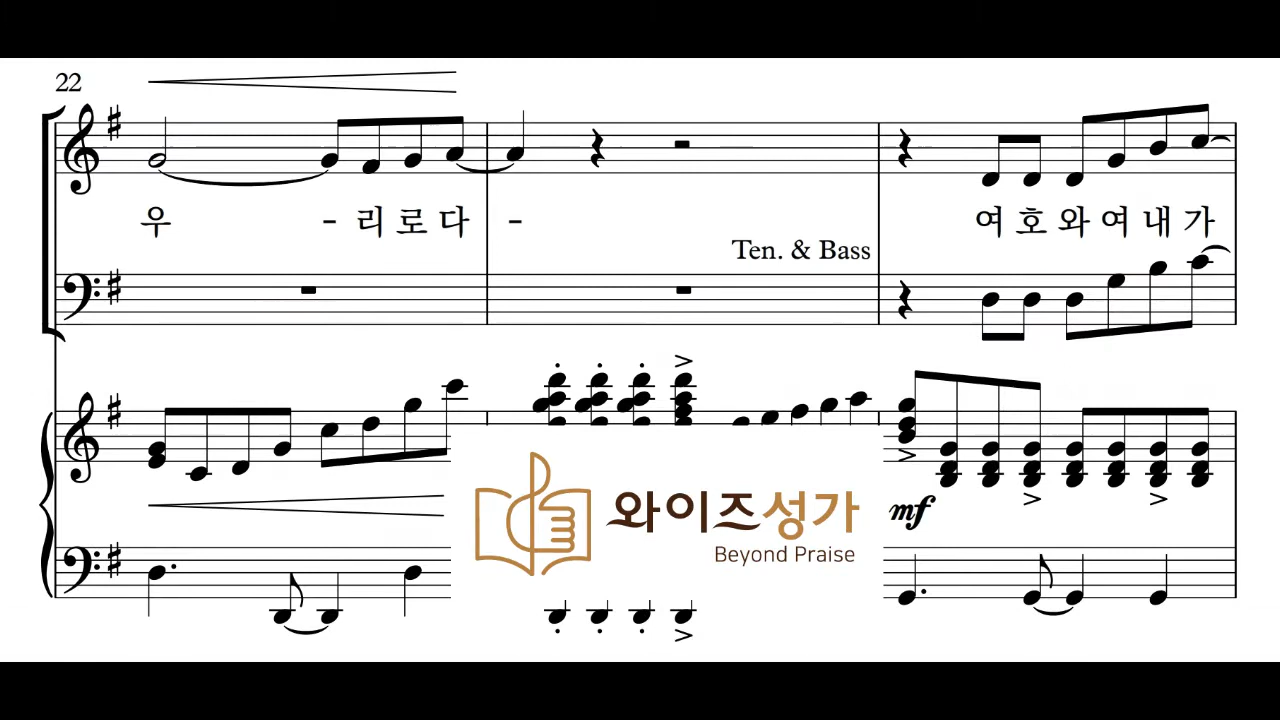 22
우 - 리 로 다 -
Ten. & Bass
여 호 와 여 내 가
와이즈성가
Beyond Praise
mf